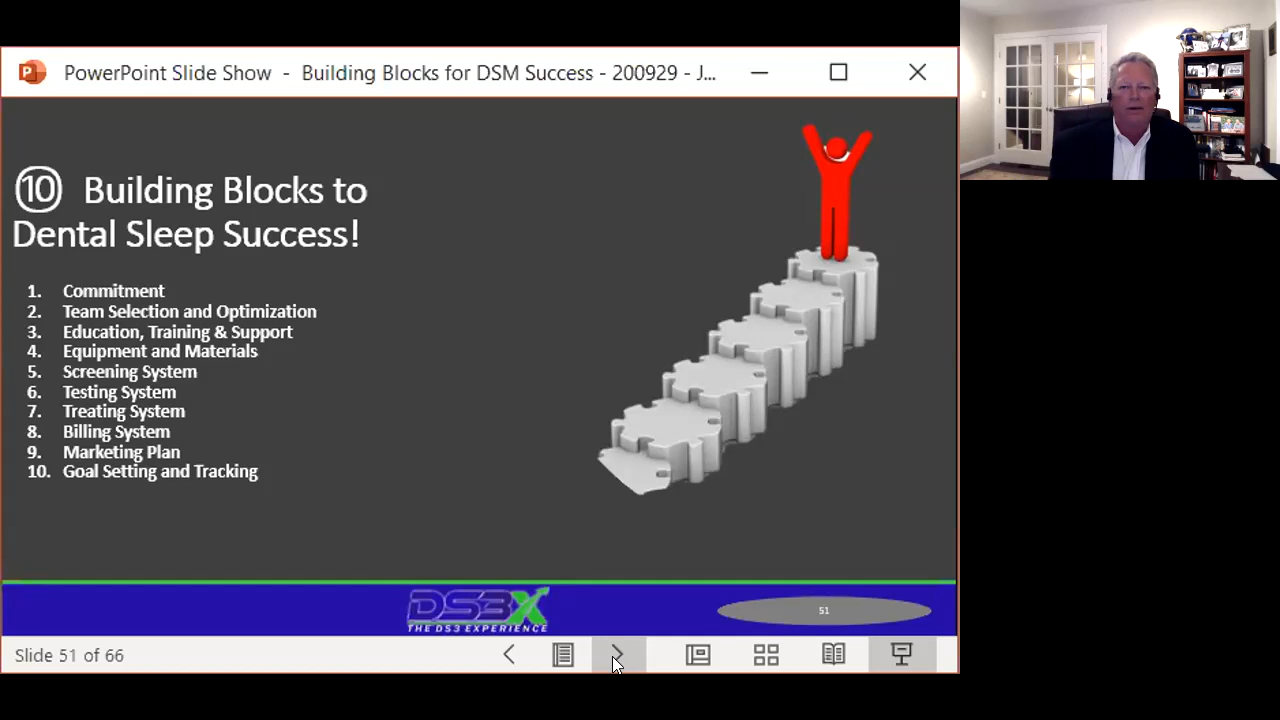 PowerPoint Slide Show - Building Blocks for DSM Success - 200929 - J...
⑩ Building Blocks to
Dental Sleep Success!
1. Commitment
2. Team Selection and Optimization
3. Education, Training & Support
4. Equipment and Materials
5. Screening System
6. Testing System
7. Treating System
8. Billing System
9. Marketing Plan
10. Goal Setting and Tracking
DS3X
THE DS3 EXPERIENCE
51
Slide 51 of 66